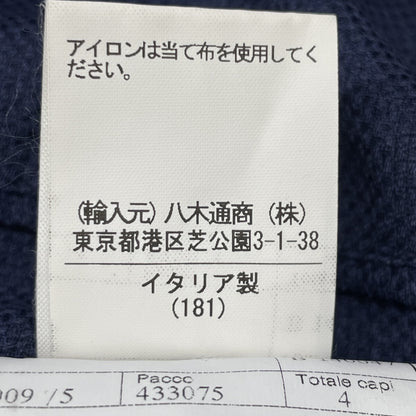 アイロンは当て布を使用してく
ださい。
(輸入元) 八木通商 (株)
東京都港区芝公園3-1-38
イタリア製
(181)
Pacco
Totale capi
009 /5
433075
4